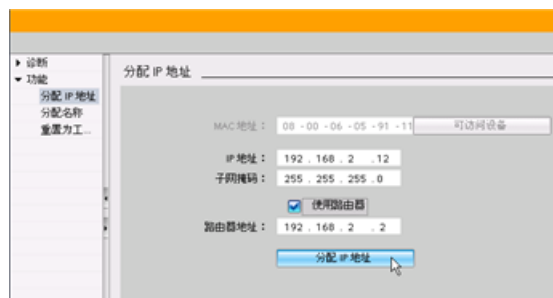 诊断
功能
分配 IP 地址
分配名称
重置为工...
分配 IP 地址
MAC地址： 08 -00 -06 -05 -91 -11 可访问设备
IP 地址： 192 . 168 . 2 . 12
子网掩码： 255 . 255 . 255 . 0
使用路由器
路由器地址： 192 . 168 . 2 . 2
分配 IP 地址